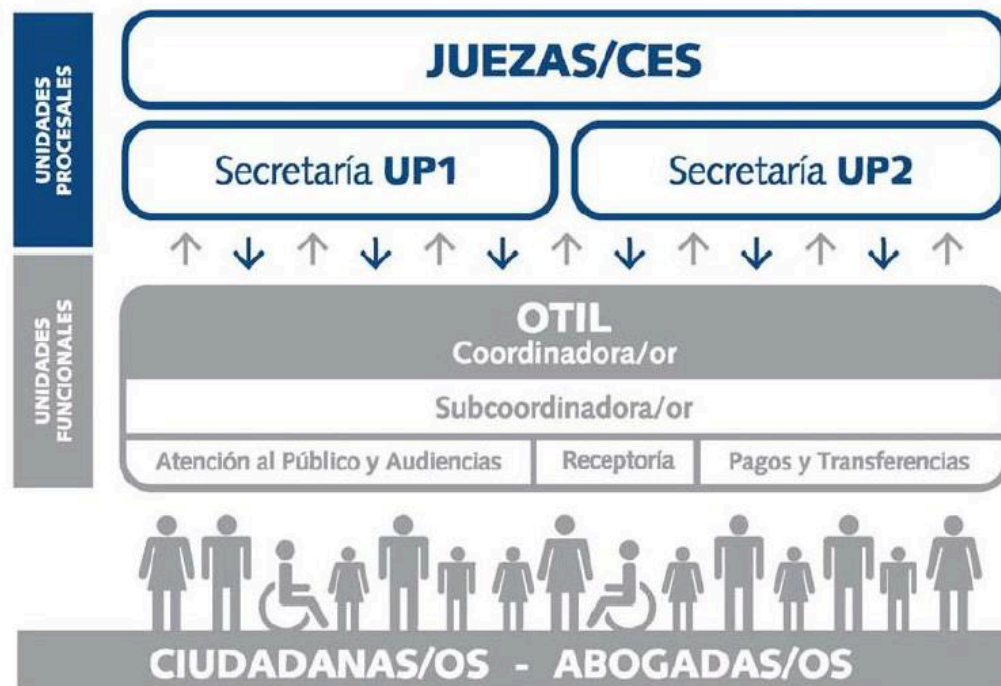 UNIDADES
PROCESALES
JUEZAS/CES
Secretaría UP1
Secretaría UP2
UNIDADES
FUNCIONALES
OTIL
Coordinadora/or
Subcoordinadora/or
Atención al Público y Audiencias
Receptoría
Pagos y Transferencias
CIUDADANAS/OS - ABOGADAS/OS